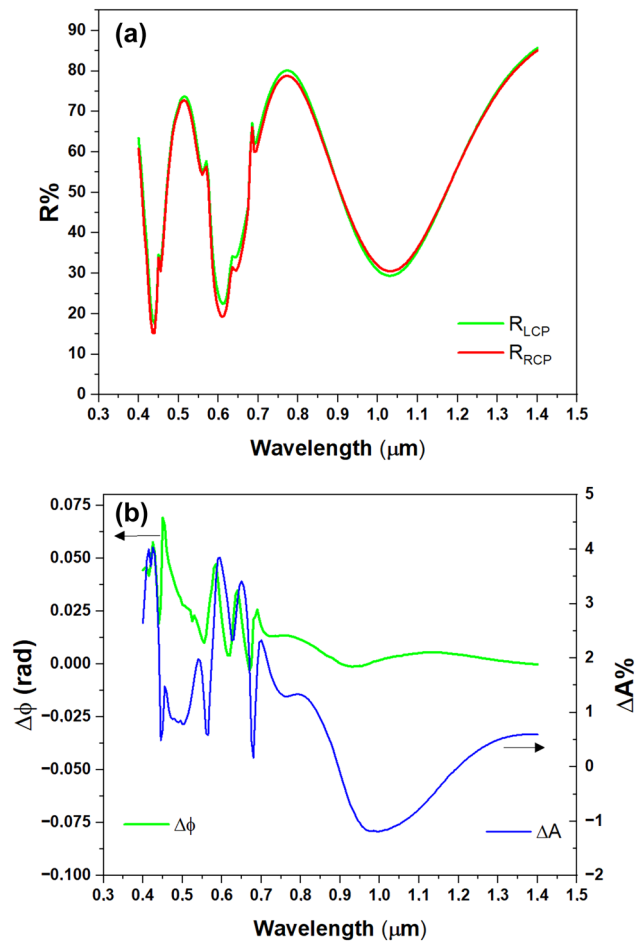 (a)
90
80
70
60
50
40
30
20
10
0
R%
R_LCP
R_RCP
0.3 0.4 0.5 0.6 0.7 0.8 0.9 1.0 1.1 1.2 1.3 1.4 1.5
Wavelength (μm)
(b)
0.075
0.050
0.025
0.000
−0.025
−0.050
−0.075
−0.100
Δϕ (rad)
5
4
3
2
1
0
−1
−2
ΔA%
Δϕ
ΔA
0.3 0.4 0.5 0.6 0.7 0.8 0.9 1.0 1.1 1.2 1.3 1.4 1.5
Wavelength (μm)